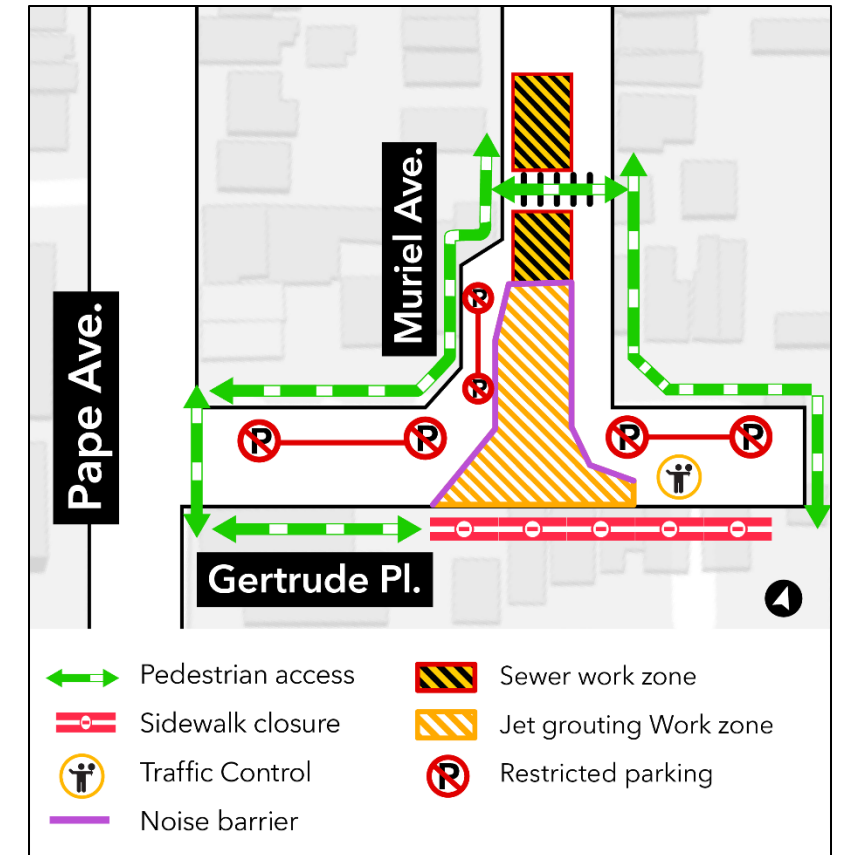 Muriel Ave.
Pape Ave.
P
P
P
P
P
P
Gertrude Pl.
Pedestrian access
Sewer work zone
Sidewalk closure
Jet grouting Work zone
Traffic Control
P
Restricted parking
Noise barrier